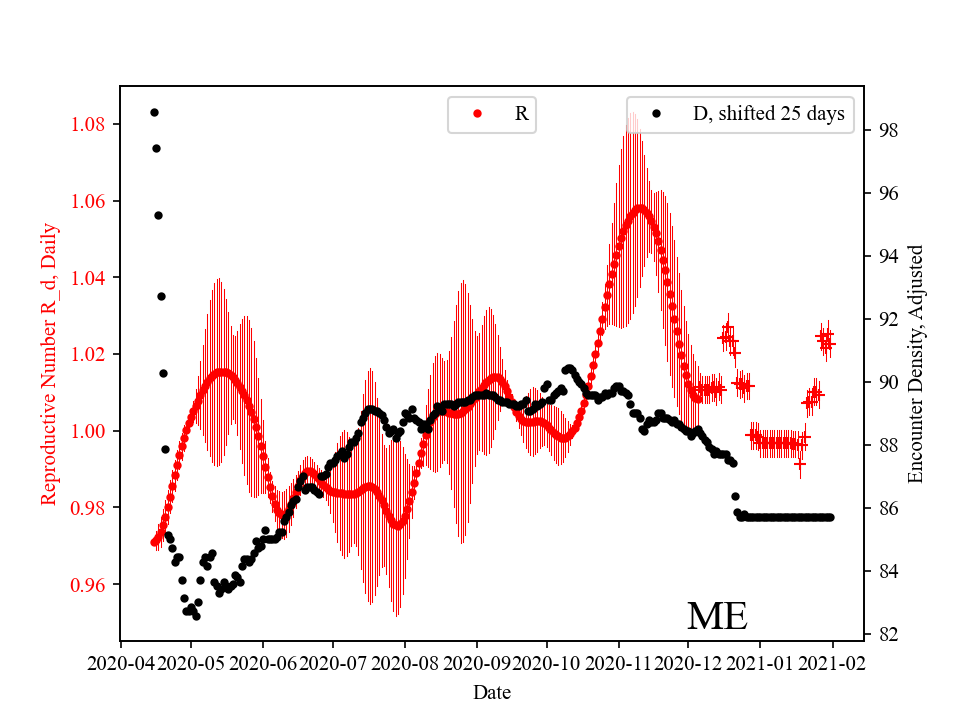 R
D, shifted 25 days
1.08
1.06
1.04
1.02
1.00
0.98
0.96
Reproductive Number R_d, Daily
98
96
94
92
90
88
86
84
82
Encounter Density, Adjusted
ME
2020-04 2020-05 2020-06 2020-07 2020-08 2020-09 2020-10 2020-11 2020-12 2021-01 2021-02
Date